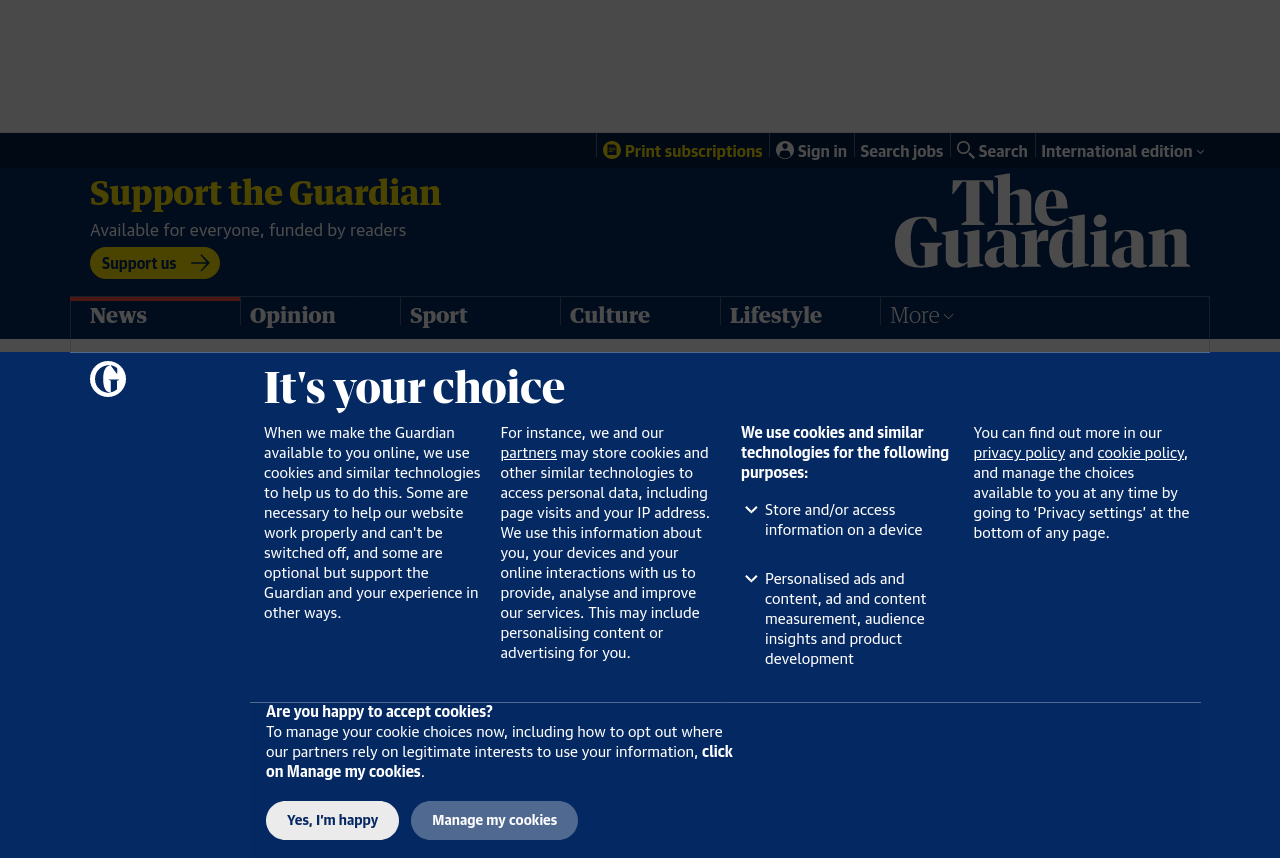 Print subscriptions
Sign in
Search jobs
Search
International edition
Support the Guardian
Available for everyone, funded by readers
Support us
The
Guardian
News
Opinion
Sport
Culture
Lifestyle
More
G
It's your choice
When we make the Guardian
available to you online, we use
cookies and similar technologies
to help us to do this. Some are
necessary to help our website
work properly and can't be
switched off, and some are
optional but support the
Guardian and your experience in
other ways.
For instance, we and our
partners may store cookies and
other similar technologies to
access personal data, including
page visits and your IP address.
We use this information about
you, your devices and your
online interactions with us to
provide, analyse and improve
our services. This may include
personalising content or
advertising for you.
We use cookies and similar
technologies for the following
purposes:
Store and/or access
information on a device
Personalised ads and
content, ad and content
measurement, audience
insights and product
development
You can find out more in our
privacy policy and cookie policy,
and manage the choices
available to you at any time by
going to ‘Privacy settings’ at the
bottom of any page.
Are you happy to accept cookies?
To manage your cookie choices now, including how to opt out where
our partners rely on legitimate interests to use your information, click
on Manage my cookies.
Yes, I’m happy
Manage my cookies